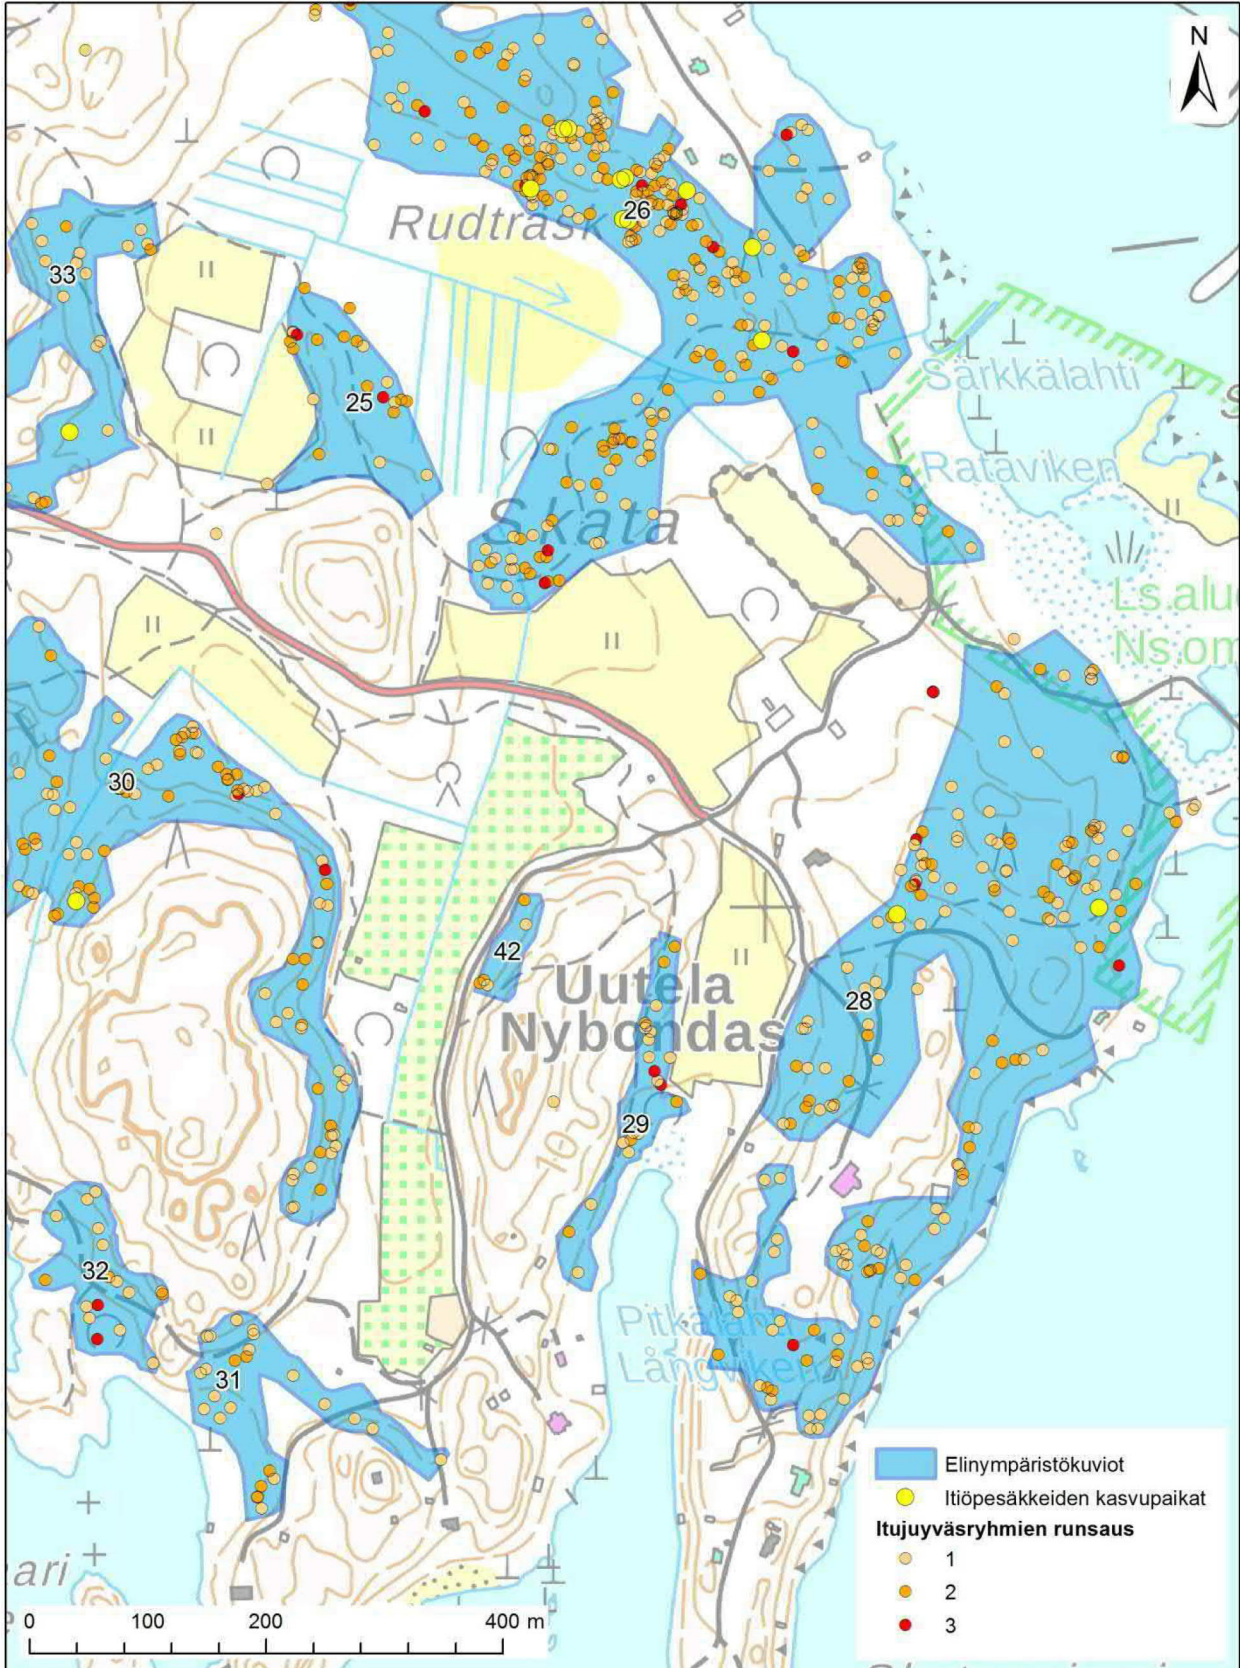 N
Rudträsk
26
33
Särkkälahti
25
Rataviken
Skata
Ls.alu
Ns.om
30
42
Uutela
Nybondas
28
29
10
32
Pitkälahti
Långviken
31
Elinympäristökuviot
Itiöpesäkkeiden kasvupaikat
Itujuyväsryhmien runsaus
1
2
3
ari
0 100 200 400 m